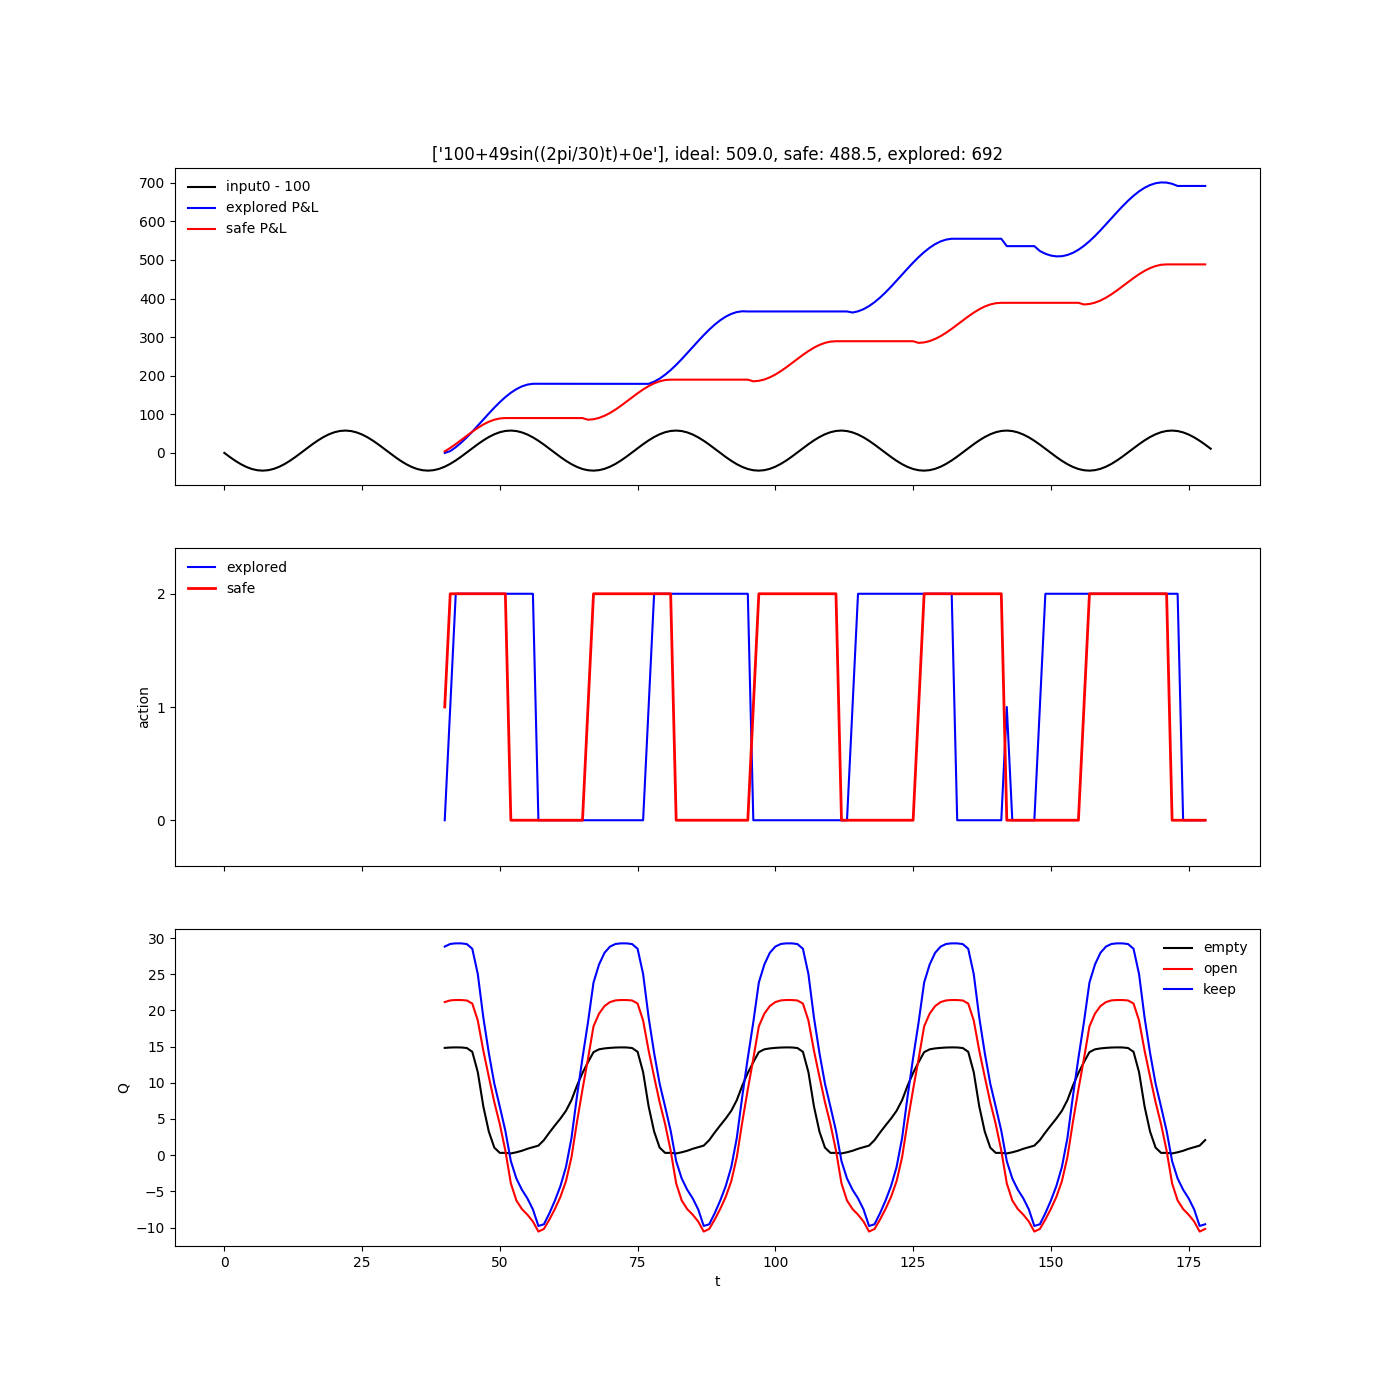 ['100+49sin((2pi/30)t)+0e'], ideal: 509.0, safe: 488.5, explored: 692
700
600
500
400
300
200
100
0
input0 - 100
explored P&L
safe P&L
action
2
1
0
explored
safe
Q
30
25
20
15
10
5
0
−5
−10
empty
open
keep
0 25 50 75 100 125 150 175
t